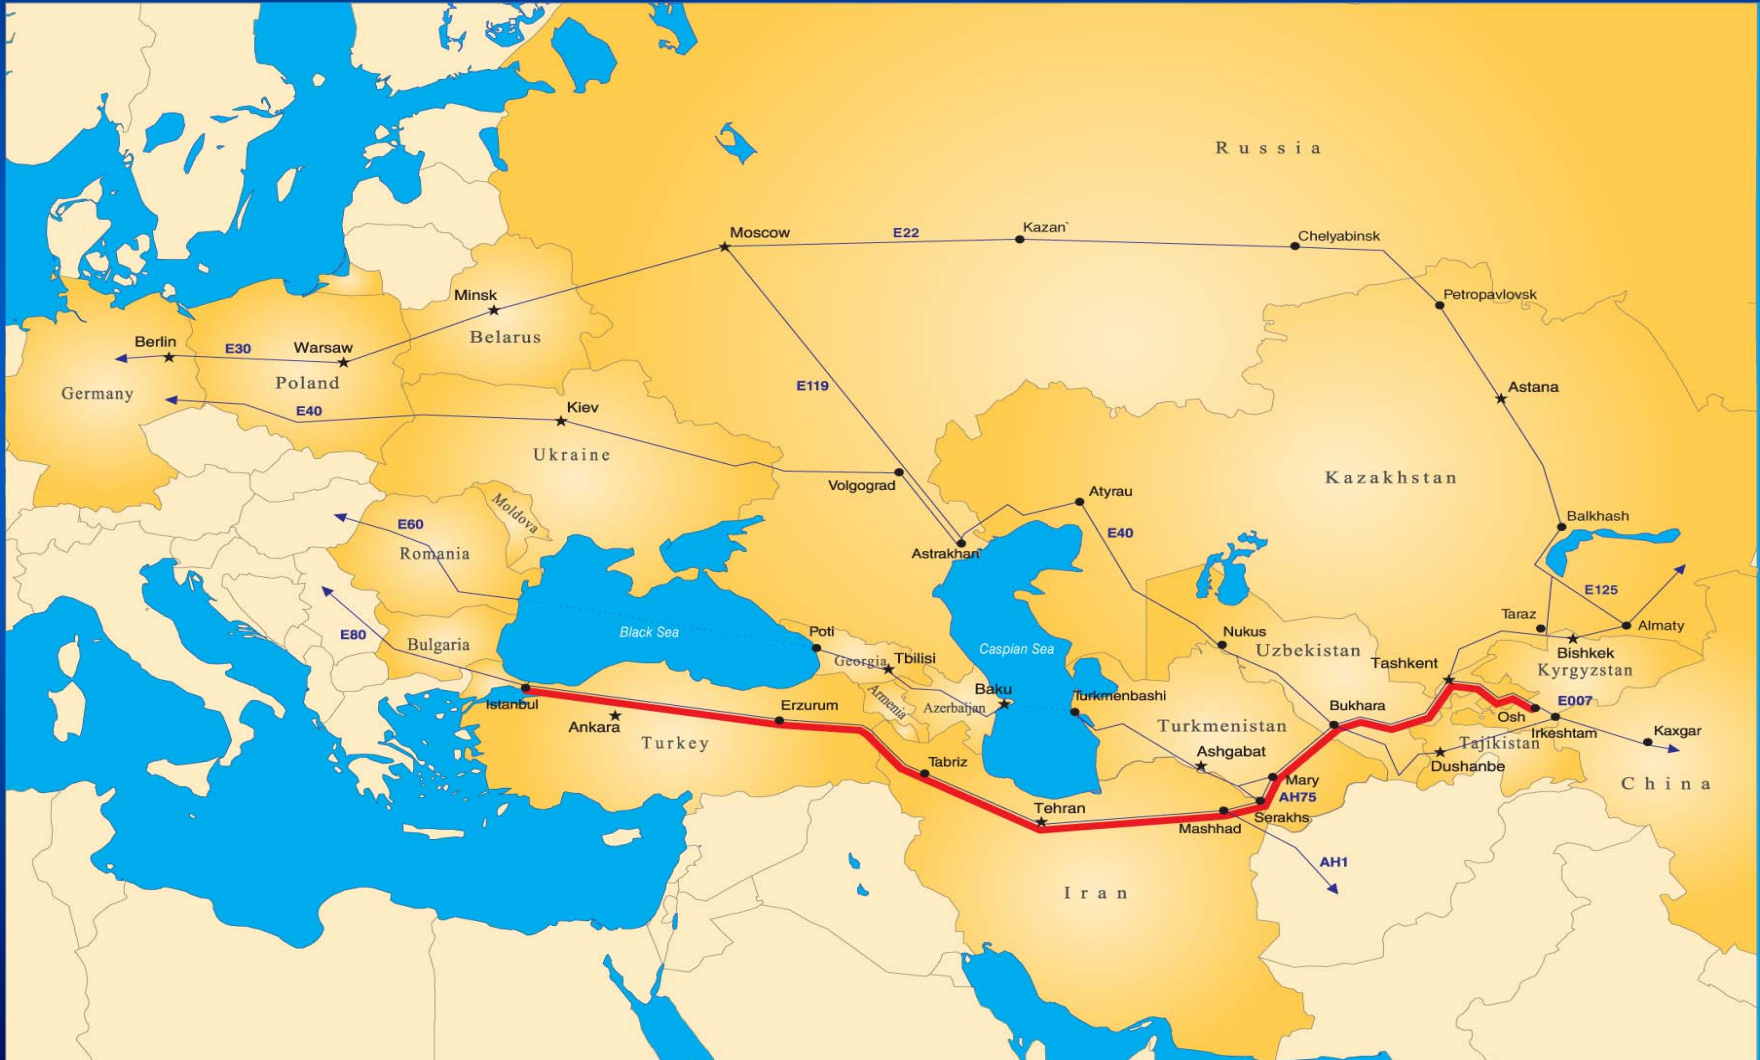 Russia
Moscow
E22
Kazan`
Chelyabinsk
Minsk
Petropavlovsk
Belarus
Berlin
E30
Warsaw
Poland
Germany
E119
Astana
E40
Kiev
Ukraine
Kazakhstan
Volgograd
Atyrau
Moldova
E60
Balkhash
Romania
Astrakhan`
E40
E125
Taraz
Almaty
E80
Bulgaria
Black Sea
Poti
Georgia
Tbilisi
Caspian Sea
Nukus
Uzbekistan
Tashkent
Bishkek
Kyrgyzstan
Armenia
Baku
Azerbaijan
Turkmenbashi
Istanbul
Ankara
Erzurum
Turkey
Turkmenistan
Bukhara
Osh
E007
Irkeshtam
Kaxgar
Tajikistan
Ashgabat
Dushanbe
Tabriz
Mary
China
AH75
Tehran
Mashhad
Serakhs
AH1
Iran